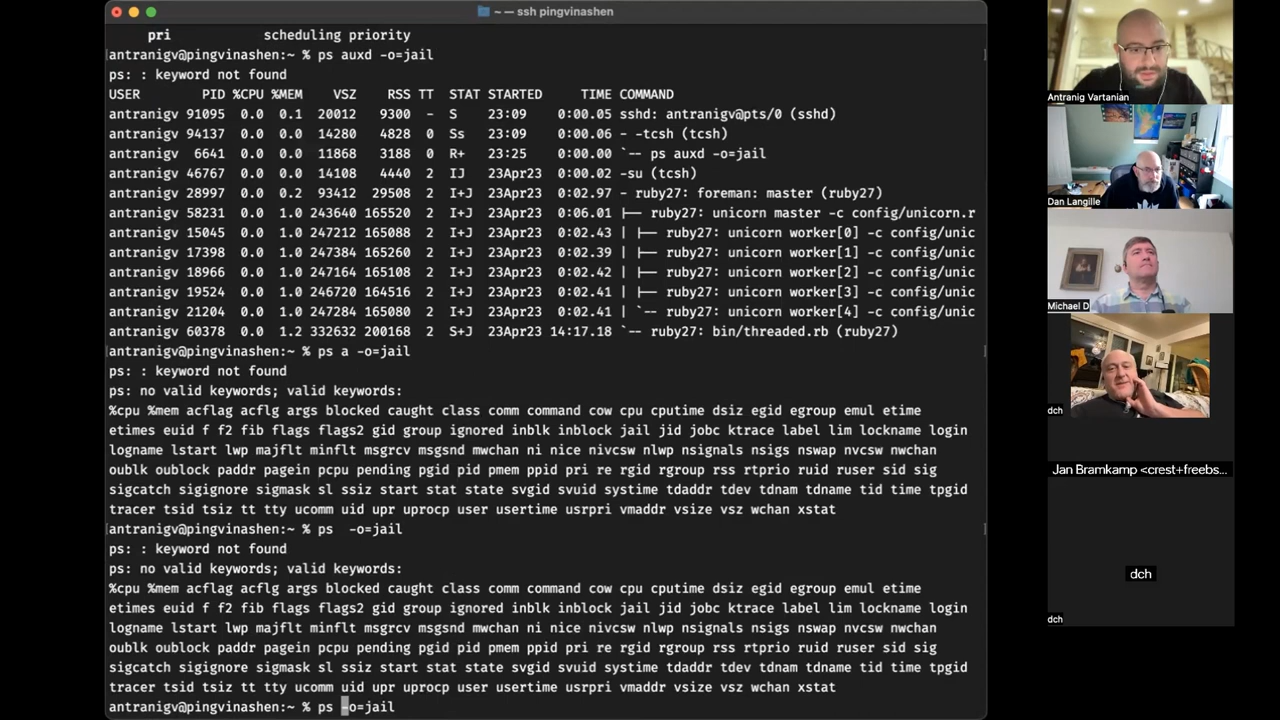 ~ — ssh pingvinashen
pri scheduling priority
antranigv@pingvinashen:~ % ps auxd -o=jail
ps: : keyword not found
USER PID %CPU %MEM VSZ RSS TT STAT STARTED TIME COMMAND
antranigv 91095 0.0 0.1 20012 9308 - S 23:09 0:00.05 sshd: antranigv@pts/0 (sshd)
antranigv 94137 0.0 0.0 14280 4828 0 Ss 23:09 0:00.06 - -tcsh (tcsh)
antranigv 6641 0.0 0.0 11868 3188 0 R+ 23:25 0:00.00 `-- ps auxd -o=jail
antranigv 46767 0.0 0.0 14108 4440 2 IJ 23Apr23 0:00.02 -su (tcsh)
antranigv 28997 0.0 0.2 93412 29508 2 I+J 23Apr23 0:02.97 - ruby27: foreman: master (ruby27)
antranigv 58231 0.0 1.0 243640 165520 2 I+J 23Apr23 0:06.01 ├── ruby27: unicorn master -c config/unicorn.r
antranigv 15045 0.0 1.0 247212 165088 2 I+J 23Apr23 0:02.43 | ├── ruby27: unicorn worker[0] -c config/unic
antranigv 17398 0.0 1.0 247384 165260 2 I+J 23Apr23 0:02.39 | ├── ruby27: unicorn worker[1] -c config/unic
antranigv 18966 0.0 1.0 247164 165108 2 I+J 23Apr23 0:02.42 | ├── ruby27: unicorn worker[2] -c config/unic
antranigv 19524 0.0 1.0 246720 164516 2 I+J 23Apr23 0:02.41 | ├── ruby27: unicorn worker[3] -c config/unic
antranigv 21204 0.0 1.0 247284 165080 2 I+J 23Apr23 0:02.41 | `-- ruby27: unicorn worker[4] -c config/unic
antranigv 60378 0.0 1.2 332632 200168 2 S+J 23Apr23 14:17.18 `-- ruby27: bin/threaded.rb (ruby27)
antranigv@pingvinashen:~ % ps a -o=jail
ps: : keyword not found
ps: no valid keywords; valid keywords:
%cpu %mem acflag acflg args blocked caught class comm command cow cpu cputime dsiz egid egroup emul etime
etimes euid f f2 fib flags flags2 gid group ignored inblk inblock jail jid jobc ktrace label lim lockname login
logname lstart lwp majflt minflt msgrcv msgsnd mwchan ni nice nivcsw nlwp nsignals nsigs nswap nvcsw nwchan
oublk oublock paddr pagein pcpu pending pgid pid pmem ppid pri re rgid rgroup rss rtprio ruid ruser sid sig
sigcatch sigignore sigmask sl ssiz start stat state svgid svuid systime tdaddr tdev tdnam tdname tid time tpgid
tracer tsid tsiz tt tty ucomm uid upr uprocp user usertime usrpri vmaddr vsize vsz wchan xstat
antranigv@pingvinashen:~ % ps  -o=jail
ps: : keyword not found
ps: no valid keywords; valid keywords:
%cpu %mem acflag acflg args blocked caught class comm command cow cpu cputime dsiz egid egroup emul etime
etimes euid f f2 fib flags flags2 gid group ignored inblk inblock jail jid jobc ktrace label lim lockname login
logname lstart lwp majflt minflt msgrcv msgsnd mwchan ni nice nivcsw nlwp nsignals nsigs nswap nvcsw nwchan
oublk oublock paddr pagein pcpu pending pgid pid pmem ppid pri re rgid rgroup rss rtprio ruid ruser sid sig
sigcatch sigignore sigmask sl ssiz start stat state svgid svuid systime tdaddr tdev tdnam tdname tid time tpgid
tracer tsid tsiz tt tty ucomm uid upr uprocp user usertime usrpri vmaddr vsize vsz wchan xstat
antranigv@pingvinashen:~ % ps -o=jail
Antranig Vartanian
Dan Langille
Michael D
dch
Jan Bramkamp <crest+freebs...
dch
dch